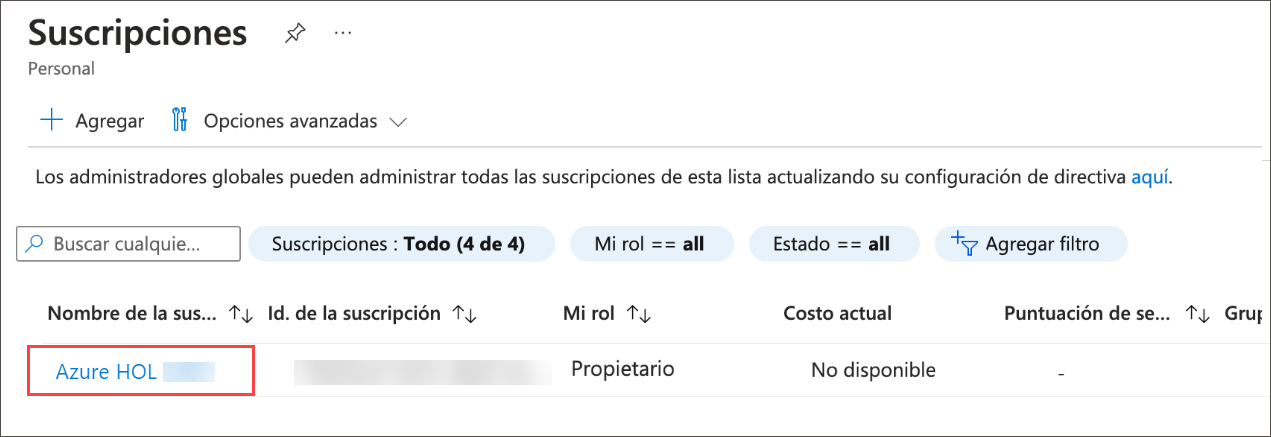 Suscripciones ...
Personal
Agregar Opciones avanzadas
Los administradores globales pueden administrar todas las suscripciones de esta lista actualizando su configuración de directiva aquí.
Buscar cualquie... Suscripciones : Todo (4 de 4) Mi rol == all Estado == all Agregar filtro
Nombre de la sus... Id. de la suscripción Mi rol Costo actual Puntuación de se... Grup
Azure HOL Propietario No disponible -